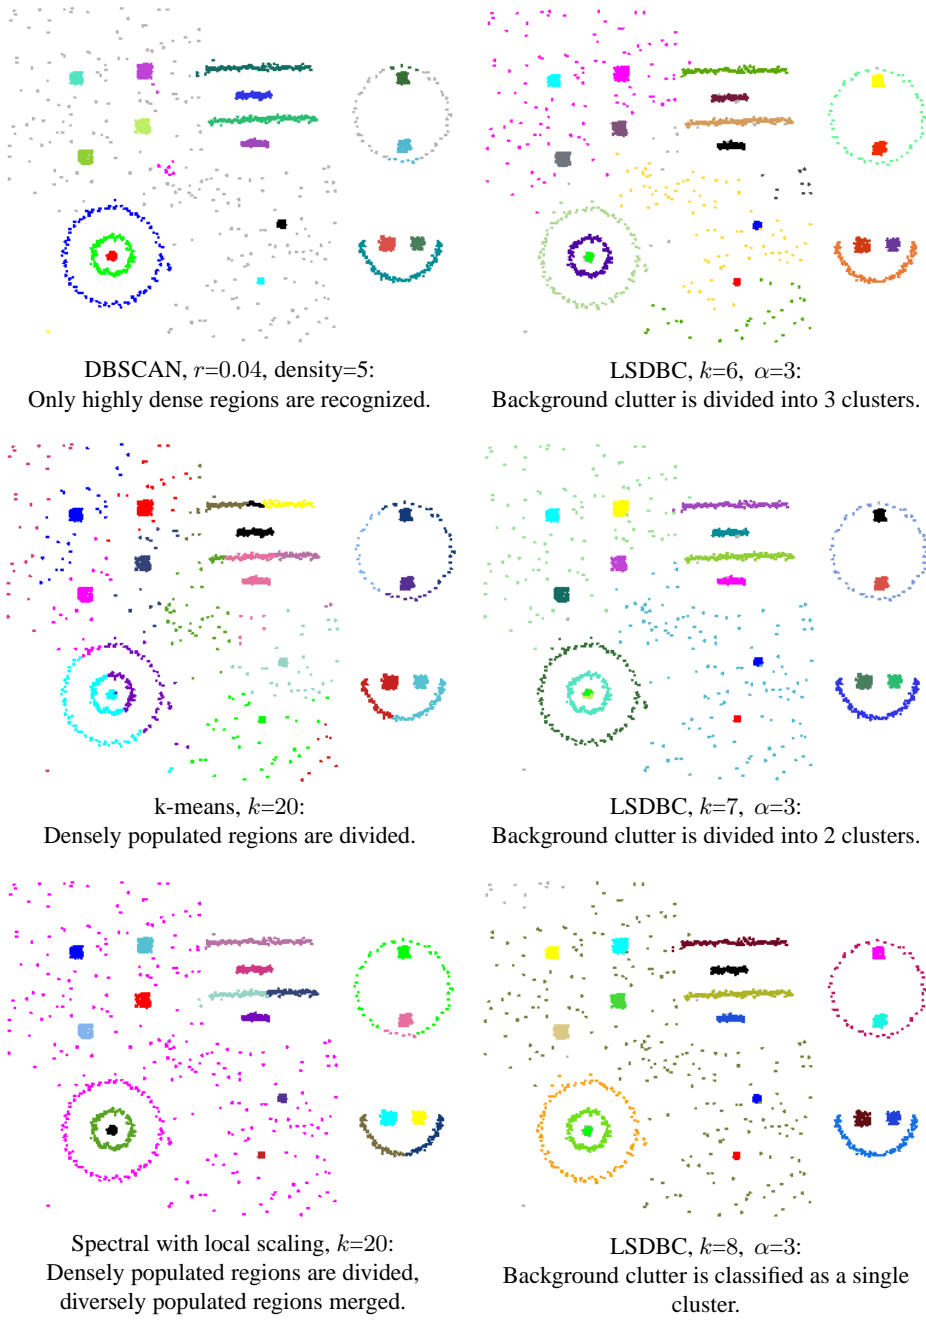 DBSCAN, r=0.04, density=5:
Only highly dense regions are recognized.
LSDBC, k=6, α=3:
Background clutter is divided into 3 clusters.
k-means, k=20:
Densely populated regions are divided.
LSDBC, k=7, α=3:
Background clutter is divided into 2 clusters.
Spectral with local scaling, k=20:
Densely populated regions are divided,
diversely populated regions merged.
LSDBC, k=8, α=3:
Background clutter is classified as a single
cluster.